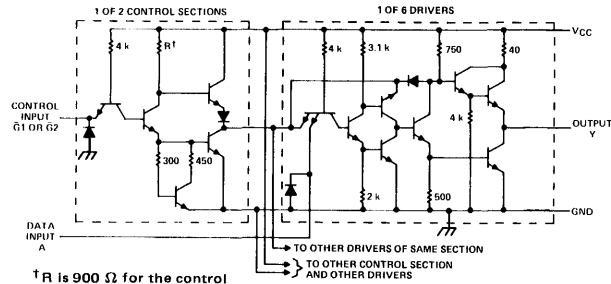 1 OF 2 CONTROL SECTIONS
1 OF 6 DRIVERS
VCC
4 k
R†
4 k
3.1 k
750
40
CONTROL
INPUT
G̅1 OR G̅2
4 k
OUTPUT
Y
300
450
2 k
500
GND
DATA
INPUT
A
TO OTHER DRIVERS OF SAME SECTION
TO OTHER CONTROL SECTION
AND OTHER DRIVERS
†R is 900 Ω for the control